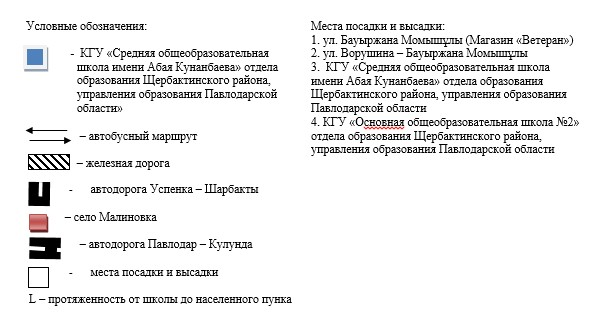 Условные обозначения:
- КГУ «Средняя общеобразовательная
школа имени Абая Кунанбаева» отдела
образования Щербактинского района,
управления образования Павлодарской
области»
– автобусный маршрут
– железная дорога
- автодорога Успенка – Шарбакты
– село Малиновка
– автодорога Павлодар – Кулунда
- места посадки и высадки
L – протяженность от школы до населенного пунка
Места посадки и высадки:
1. ул. Бауыржана Момышұлы (Магазин «Ветеран»)
2. ул. Ворушина – Бауыржана Момышұлы
3. КГУ «Средняя общеобразовательная школа
имени Абая Кунанбаева» отдела образования
Щербактинского района, управления образования
Павлодарской области
4. КГУ «Основная общеобразовательная школа №2»
отдела образования Щербактинского района,
управления образования Павлодарской области